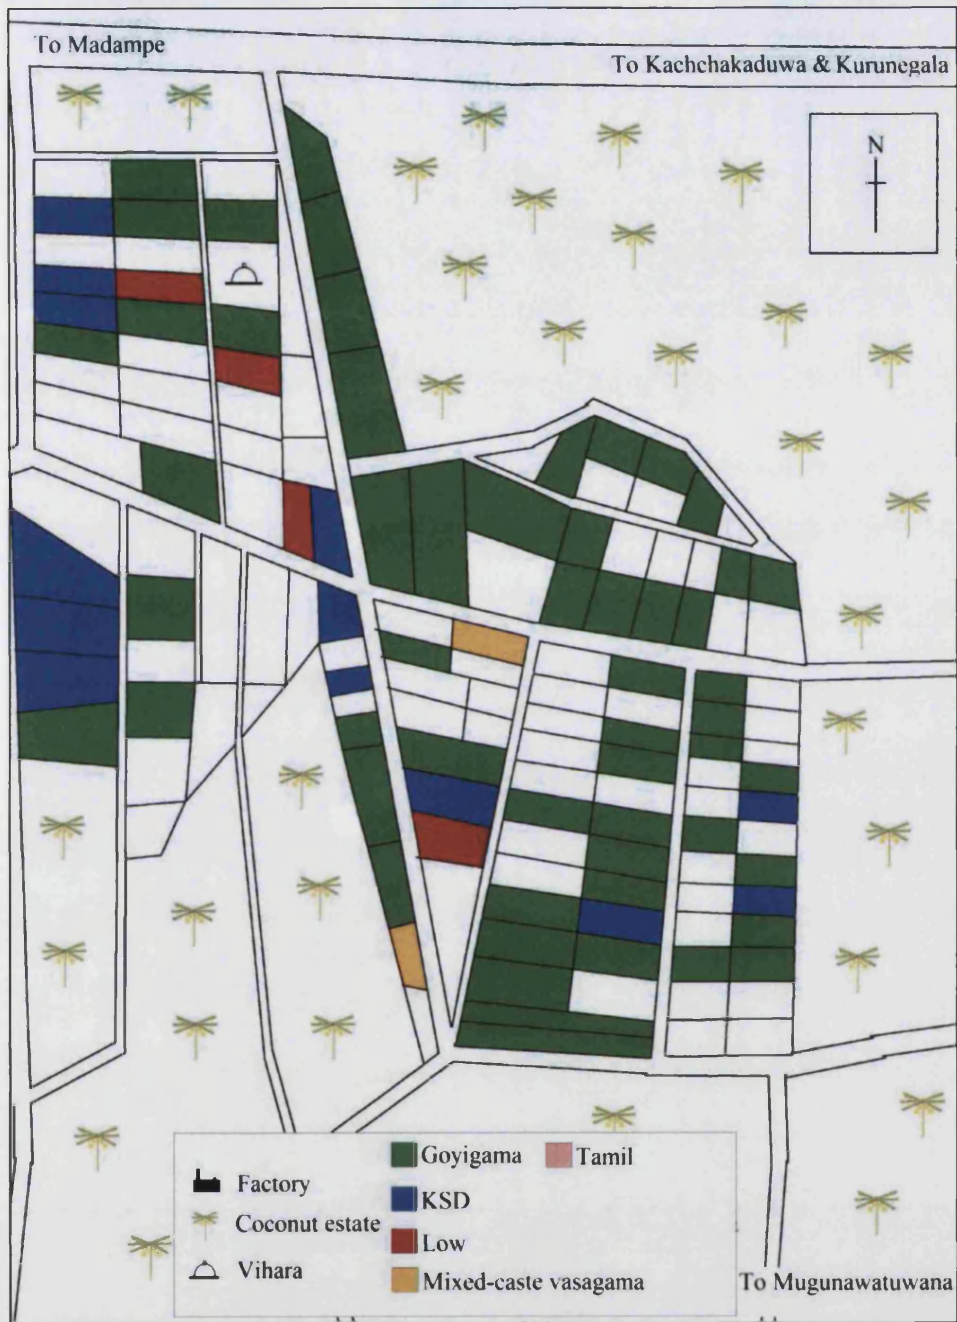 To Madampe
To Kachchakaduwa & Kurunegala
N
Goyigama
Tamil
Factory
KSD
Coconut estate
Low
Vihara
Mixed-caste vasagama
To Mugunawatuwana